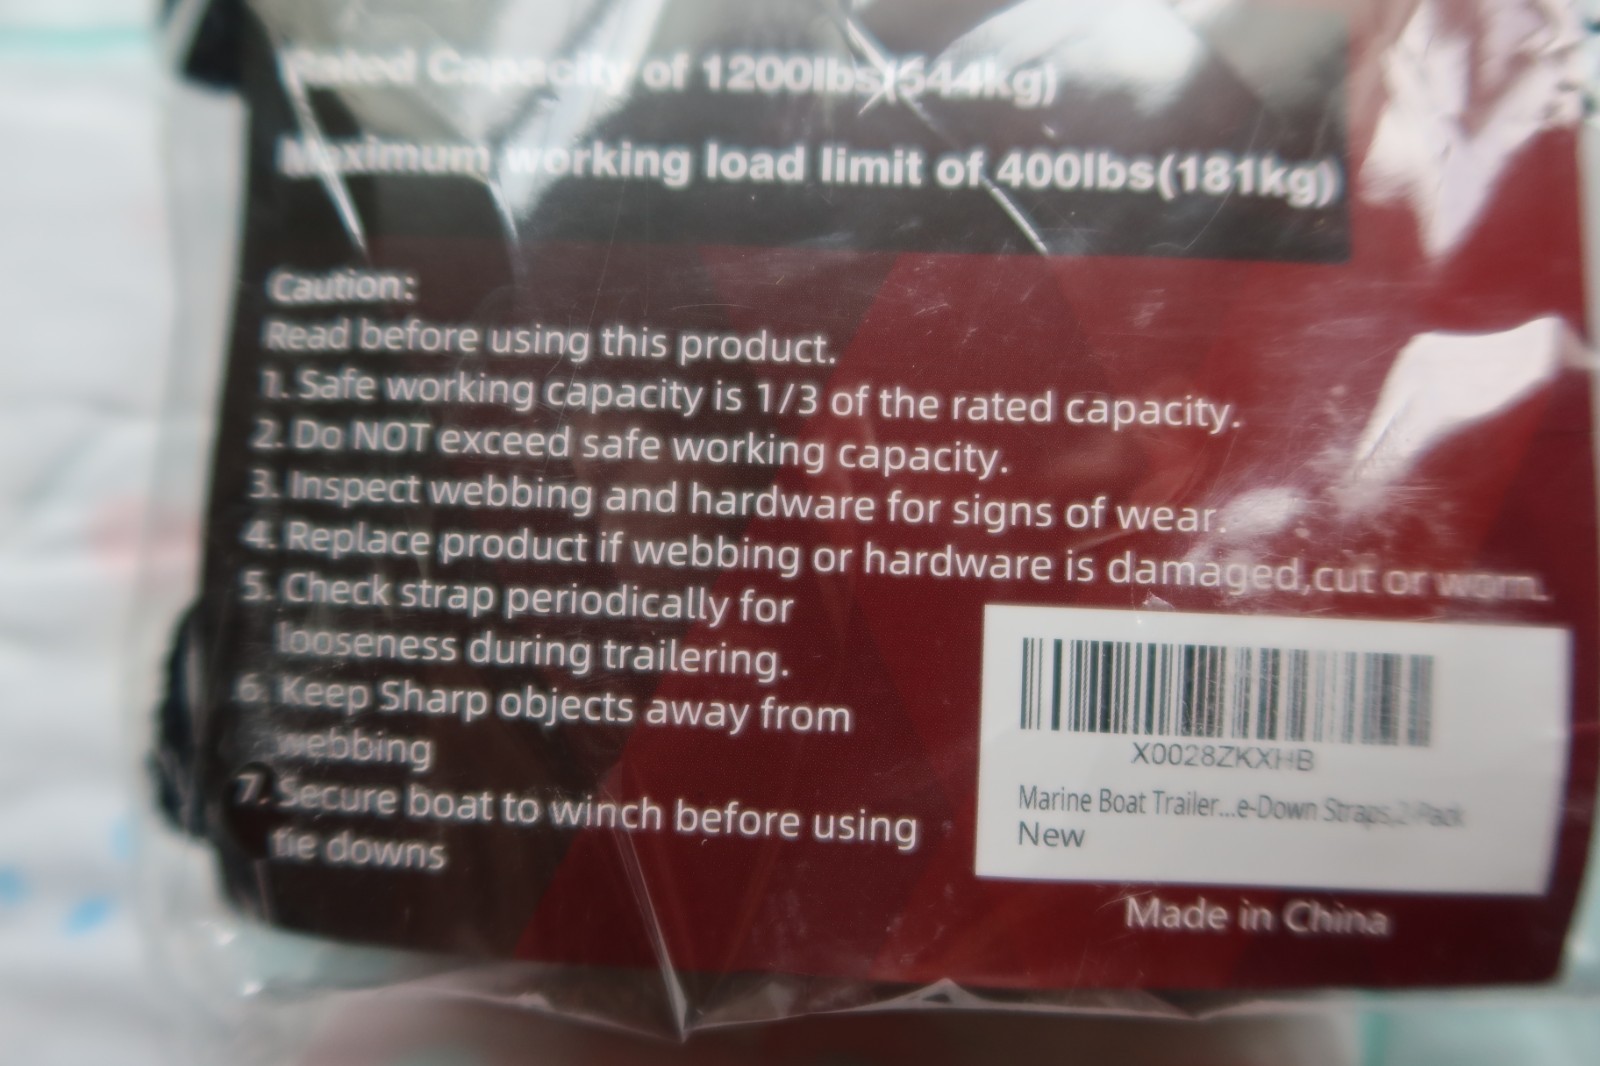 Rated Capacity of 1200lbs(544kg)
Maximum working load limit of 400lbs(181kg)
Caution:
Read before using this product.
1. Safe working capacity is 1/3 of the rated capacity.
2. Do NOT exceed safe working capacity.
3. Inspect webbing and hardware for signs of wear.
4. Replace product if webbing or hardware is damaged,cut or worn.
5. Check strap periodically for
looseness during trailering.
6. Keep Sharp objects away from
webbing
7. Secure boat to winch before using
tie downs
X0028ZKXHB
Marine Boat Trailer...e-Down Straps,2 Pack
New
Made in China